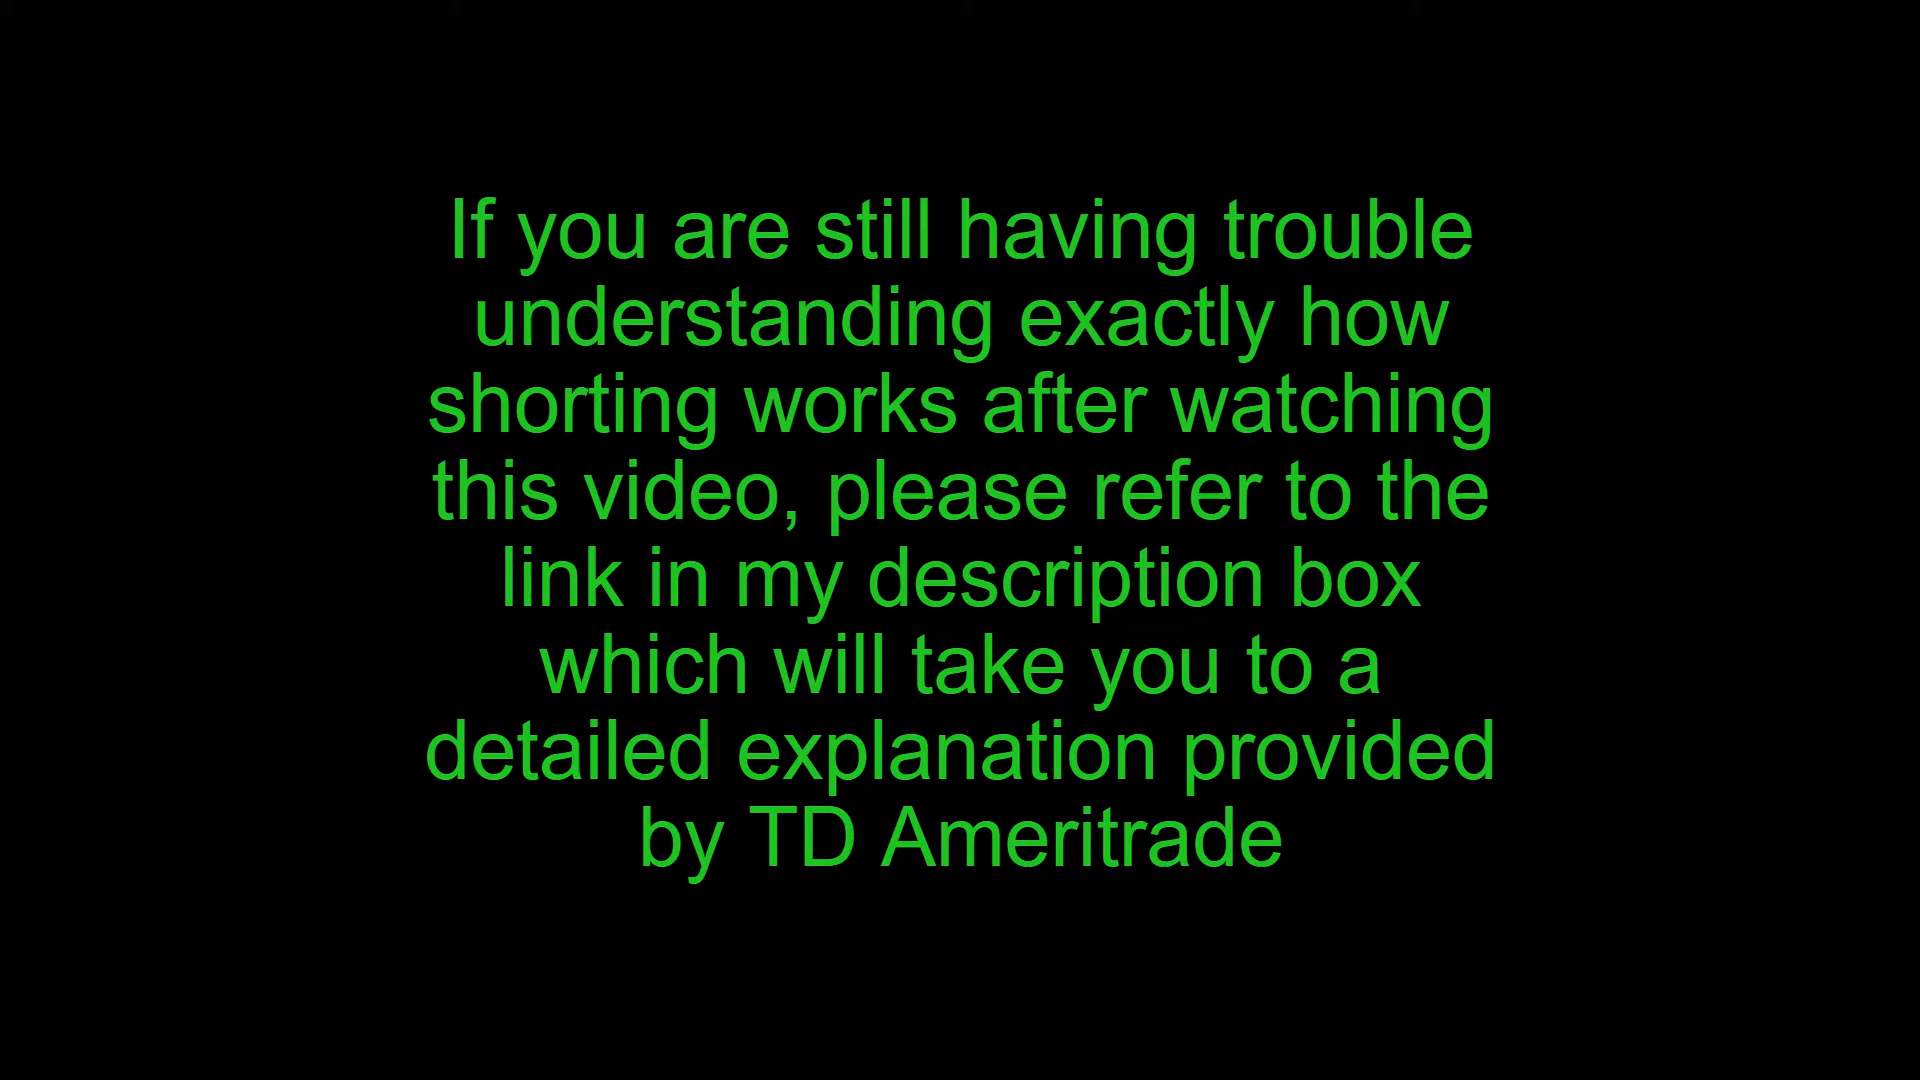 If you are still having trouble
understanding exactly how
shorting works after watching
this video, please refer to the
link in my description box
which will take you to a
detailed explanation provided
by TD Ameritrade